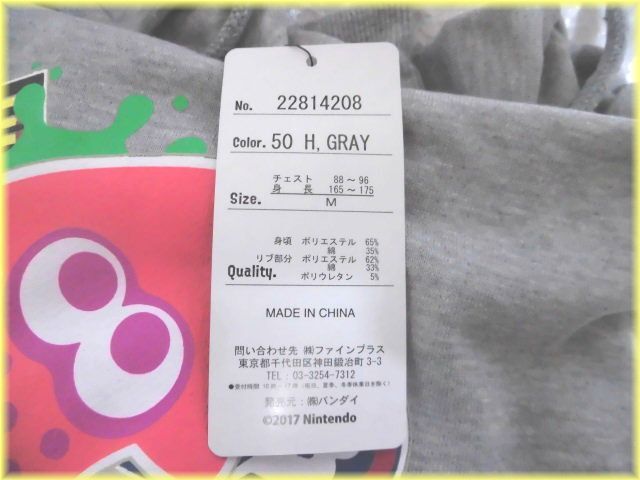 No. 22814208
Color. 50 H, GRAY
チェスト 88～96
身 長 165～175
Size. M
身頃 ポリエステル 65%
綿 35%
リブ部分 ポリエステル 62%
綿 33%
Quality. ポリウレタン 5%
MADE IN CHINA
問い合わせ先 ㈱ファインプラス
東京都千代田区神田鍛冶町3-3
TEL : 03-3254-7312
発売元：㈱バンダイ
©2017 Nintendo